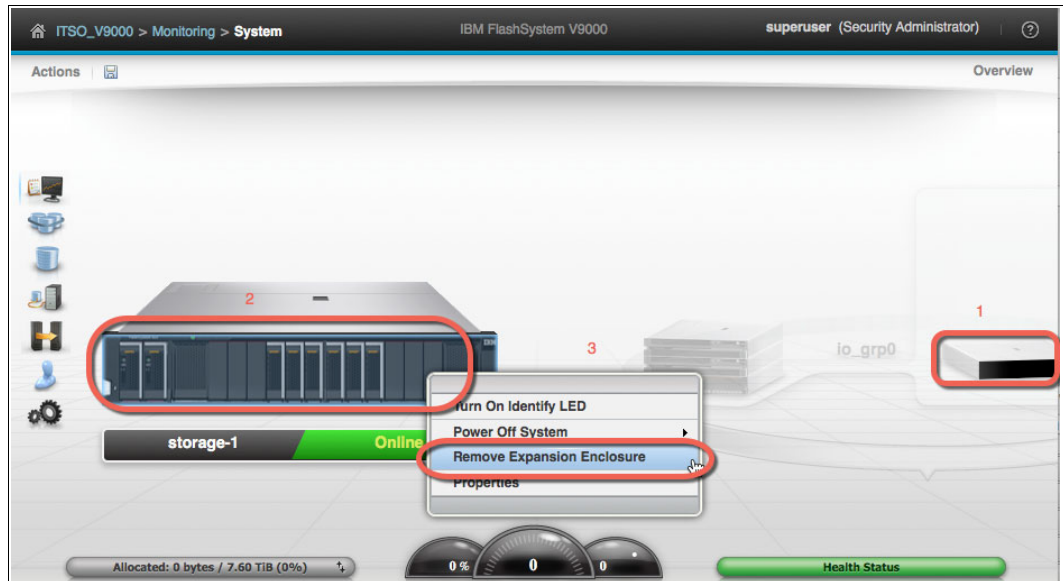 ITSO_V9000 > Monitoring > System
IBM FlashSystem V9000
superuser (Security Administrator)
?
Actions
Overview
2
1
3
io_grp0
IBM
Turn On Identify LED
Power Off System
Remove Expansion Enclosure
Properties
storage-1
Online
Allocated: 0 bytes / 7.60 TiB (0%)
0 %
0
0
Health Status